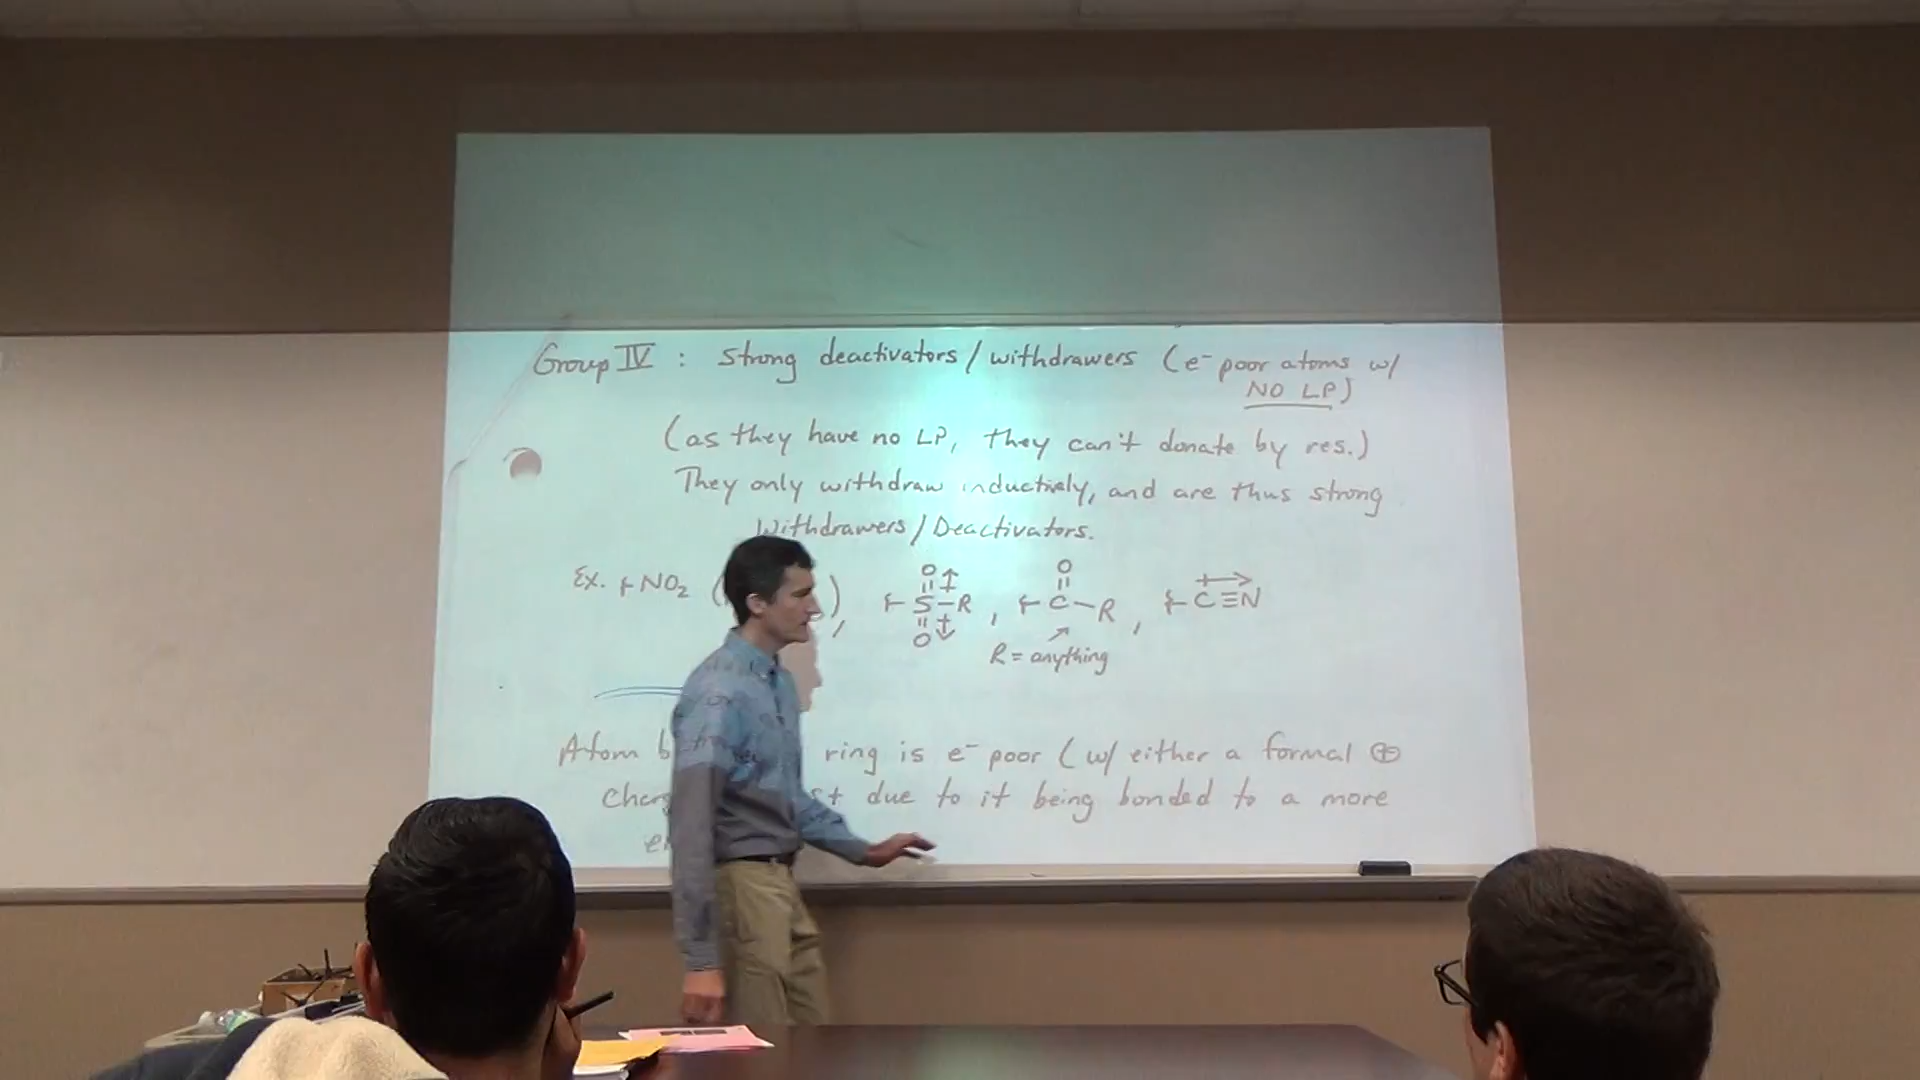 Group IV : Strong deactivators / withdrawers (e⁻ poor atoms w/
NO LP)
(as they have no LP, they can't donate by res.)
They only withdraw inductively, and are thus strong
Withdrawers / Deactivators.
O O
Ex. NO₂ ( ), S-R, C-R, C≡N
O
R = anything
Atom ring is e⁻ poor (w/ either a formal ⊕
due to it being bonded to a more